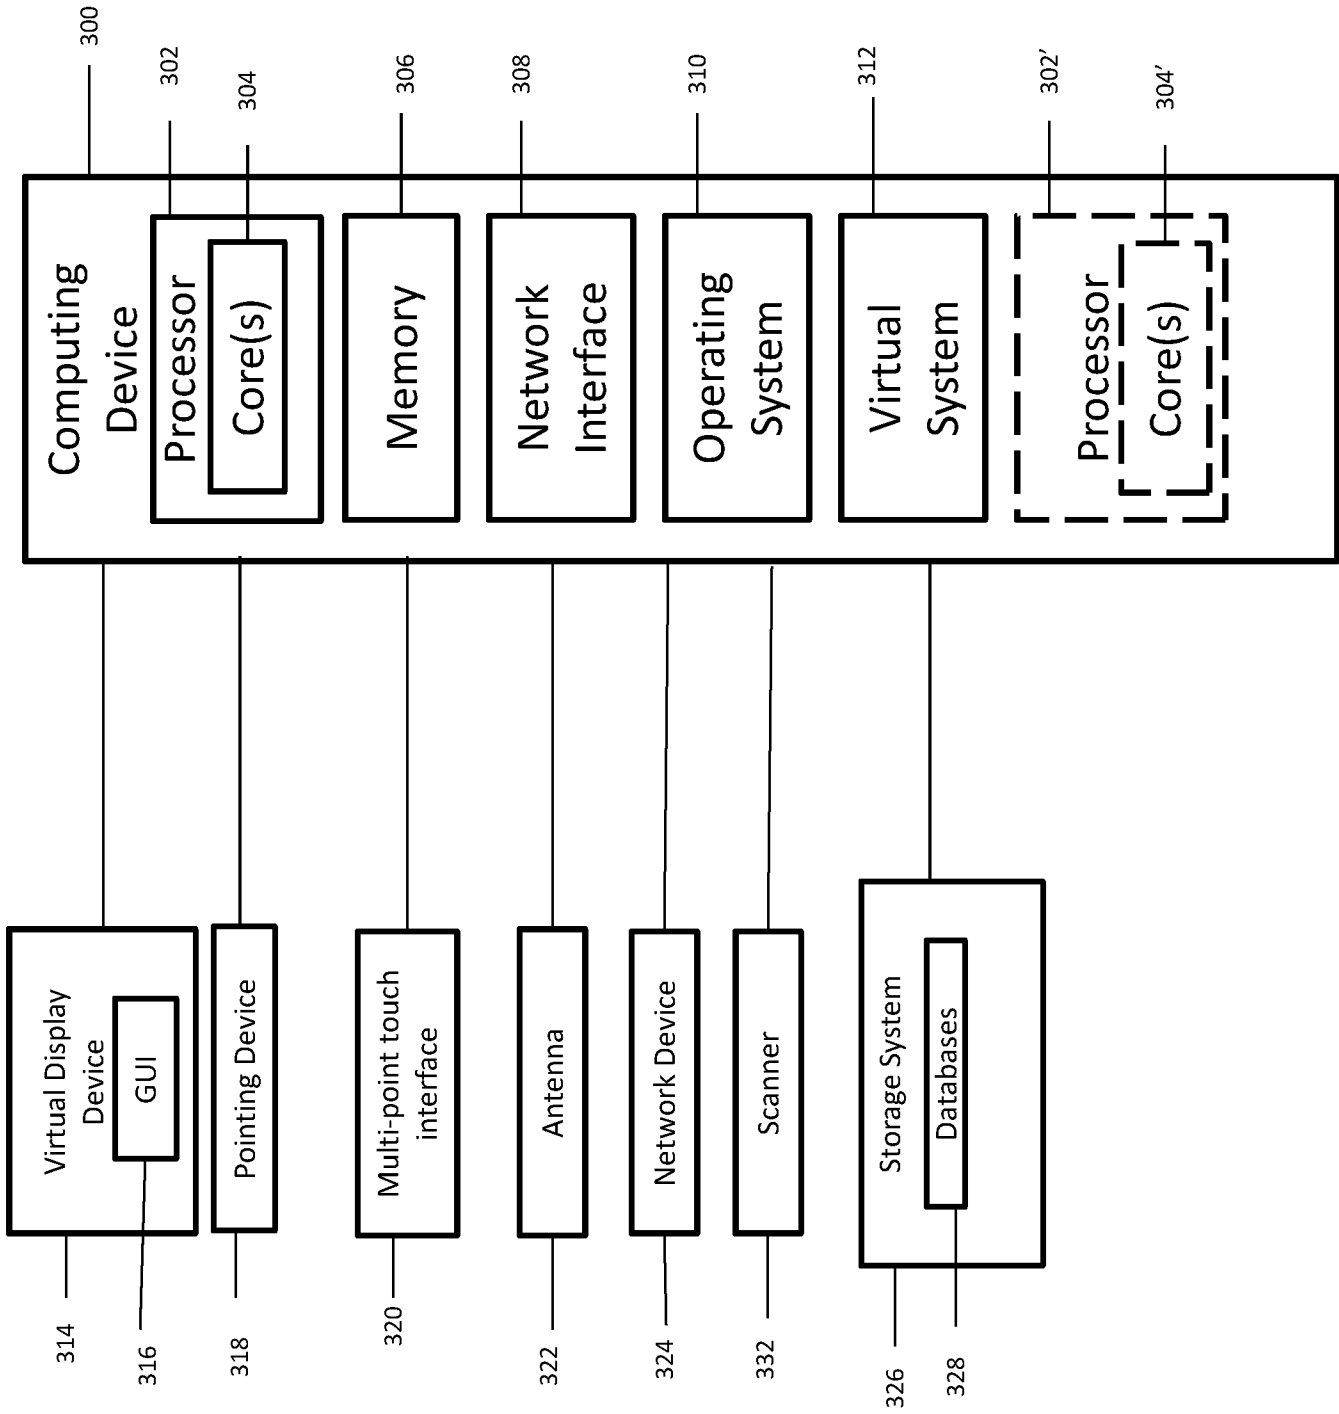 300
302
304
306
308
310
312
302’
304’
Computing
Device
Processor
Core(s)
Memory
Network
Interface
Operating
System
Virtual
System
Processor
Core(s)
Virtual Display
Device
GUI
Pointing Device
Multi-point touch
interface
Antenna
Network Device
Scanner
Storage System
Databases
314
316
318
320
322
324
332
326
328